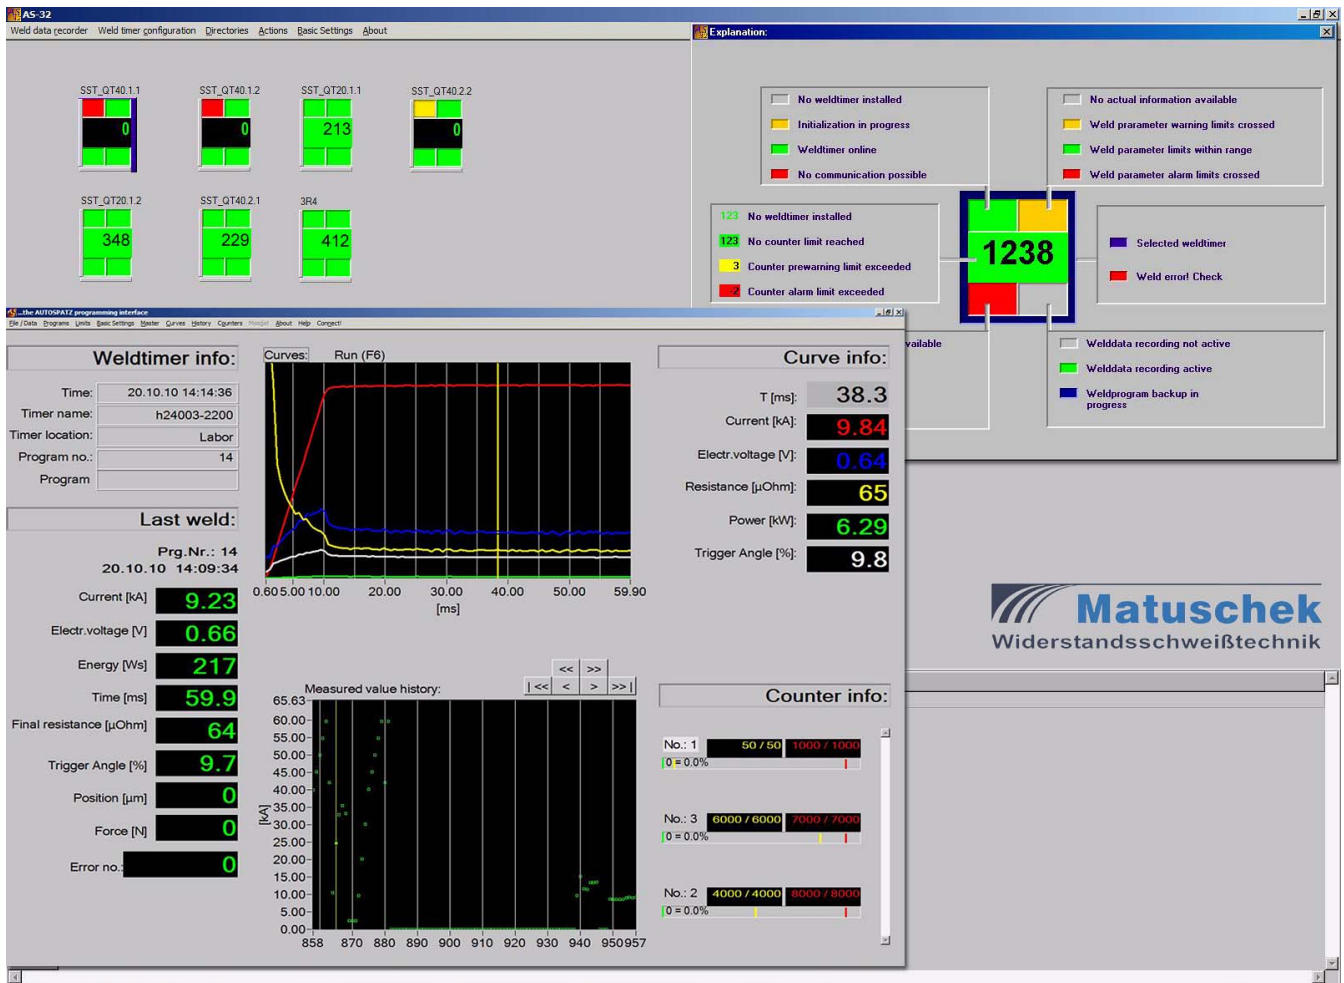 AS-32
Weld data recorder Weld timer configuration Directories Actions Basic Settings About
SST_QT40.1.1
SST_QT40.1.2
SST_QT20.1.1
SST_QT40.2.2
0
0
213
0
SST_QT20.1.2
SST_QT40.2.1
3R4
348
229
412
Explanation:
No weldtimer installed
Initialization in progress
Weldtimer online
No communication possible
No actual information available
Weld prarameter warning limits crossed
Weld parameter limits within range
Weld parameter alarm limits crossed
123 No weldtimer installed
123 No counter limit reached
3 Counter prewarning limit exceeded
-2 Counter alarm limit exceeded
1238
Selected weldtimer
Weld error! Check
vailable
Welddata recording not active
Welddata recording active
Weldprogram backup in
progress
...the AUTOSPATZ programming interface
File / Data Programs Limits Basic Settings Master Curves History Counters About Help Connect!
Weldtimer info:
Time: 20.10.10 14:14:36
Timer name: h24003-2200
Timer location: Labor
Program no.: 14
Program
Last weld:
Prg.Nr.: 14
20.10.10 14:09:34
Current [kA] 9.23
Electr.voltage [V] 0.66
Energy [Ws] 217
Time [ms] 59.9
Final resistance [µOhm] 64
Trigger Angle [%] 9.7
Position [µm] 0
Force [N] 0
Error no.: 0
Curves: Run (F6)
0.60 5.00 10.00 20.00 30.00 40.00 50.00 59.90
[ms]
Curve info:
T [ms]: 38.3
Current [kA]: 9.84
Electr.voltage [V]: 0.64
Resistance [µOhm]: 65
Power [kW]: 6.29
Trigger Angle [%]: 9.8
<< >>
|<< < > >>|
Measured value history:
65.63
60.00
55.00
50.00
45.00
40.00
35.00
30.00
25.00
20.00
15.00
10.00
5.00
0.00
[kA]
858 870 880 890 900 910 920 930 940 950 957
Counter info:
No.: 1 50 / 50 1000 / 1000
0 = 0.0%
No.: 3 6000 / 6000 7000 / 7000
0 = 0.0%
No.: 2 4000 / 4000 8000 / 8000
0 = 0.0%
Matuschek
Widerstandsschweißtechnik